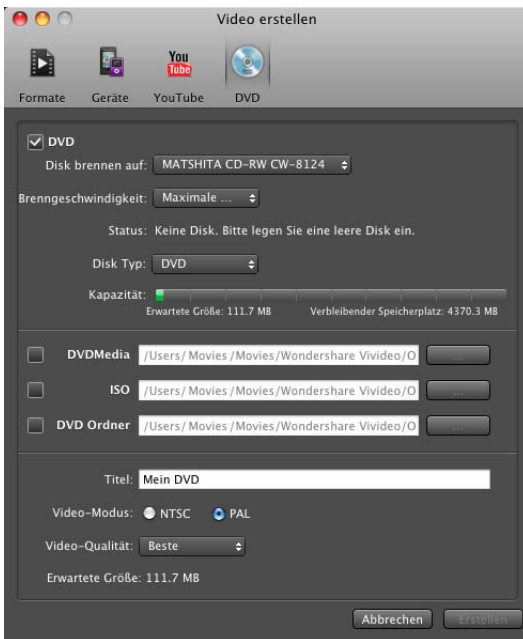 Video erstellen
You
Tube
Formate Geräte YouTube DVD
DVD
Disk brennen auf: MATSHITA CD-RW CW-8124
Brenngeschwindigkeit: Maximale ...
Status: Keine Disk. Bitte legen Sie eine leere Disk ein.
Disk Typ: DVD
Kapazität:
Erwartete Größe: 111.7 MB Verbleibender Speicherplatz: 4370.3 MB
DVDMedia /Users/ Movies /Movies/Wondershare Vivideo/O ...
ISO /Users/ Movies /Movies/Wondershare Vivideo/O ...
DVD Ordner /Users/ Movies /Movies/Wondershare Vivideo/O ...
Titel: Mein DVD
Video-Modus: NTSC PAL
Video-Qualität: Beste
Erwartete Größe: 111.7 MB
Abbrechen Erstellen